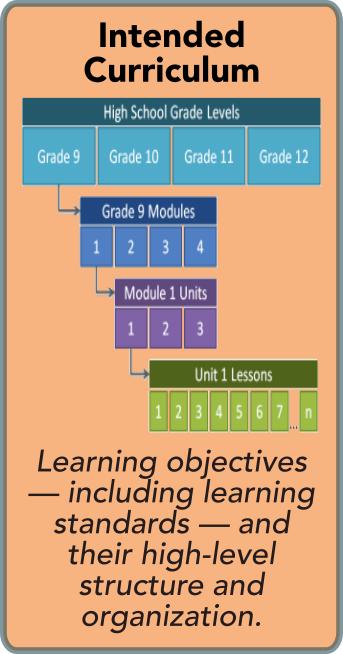 Intended
Curriculum
High School Grade Levels
Grade 9 Grade 10 Grade 11 Grade 12
Grade 9 Modules
1 2 3 4
Module 1 Units
1 2 3
Unit 1 Lessons
1 2 3 4 5 6 7 ... n
Learning objectives
— including learning
standards — and
their high-level
structure and
organization.